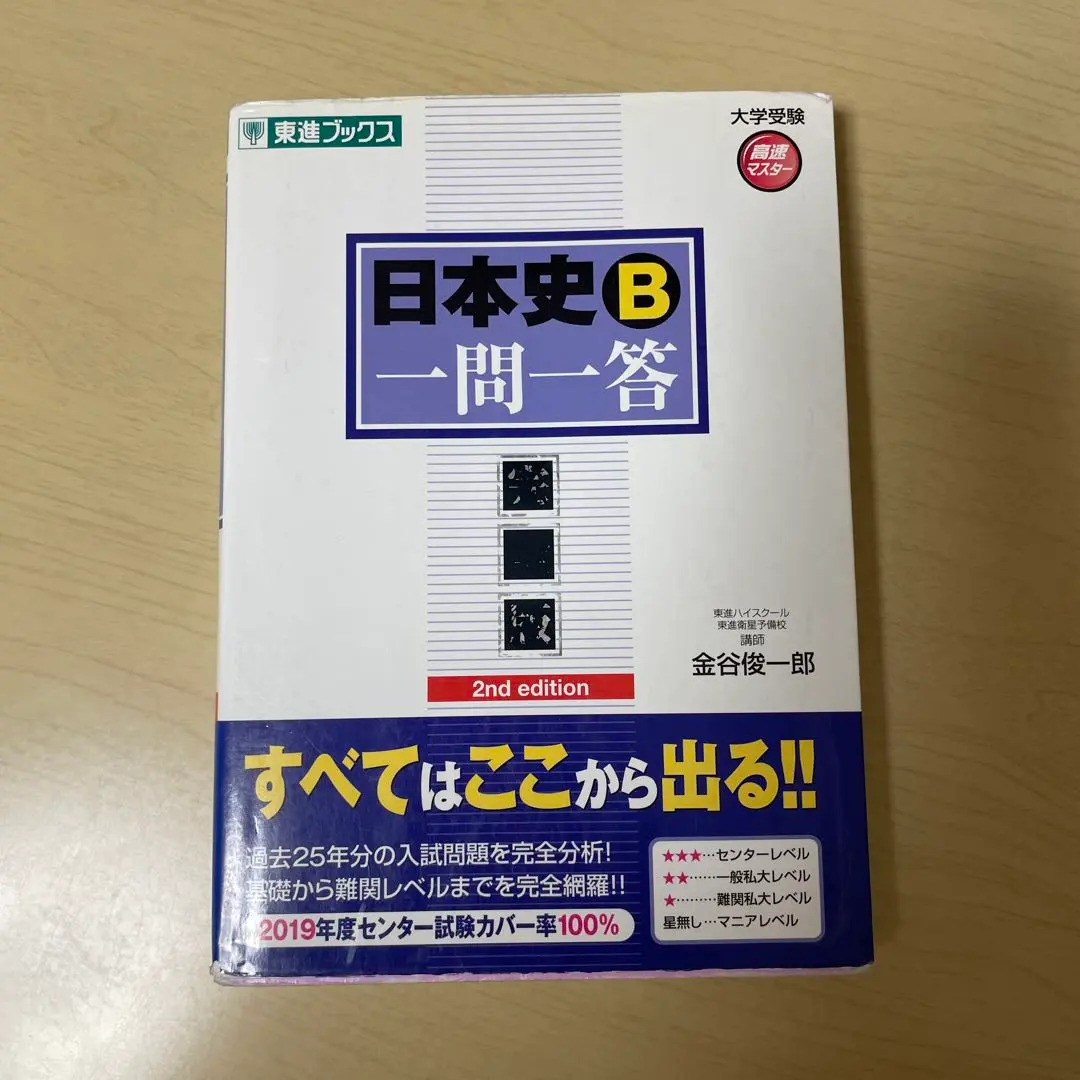 東進ブックス
大学受験
高速
マスター
日本史B
一問一答
2nd edition
東進ハイスクール
東進衛星予備校
講師
金谷俊一郎
すべてはここから出る!!
過去25年分の入試問題を完全分析!
基礎から難関レベルまでを完全網羅!!
2019年度センター試験カバー率100%
★★★…センターレベル
★★……一般私大レベル
★………難関私大レベル
星無し…マニアレベル